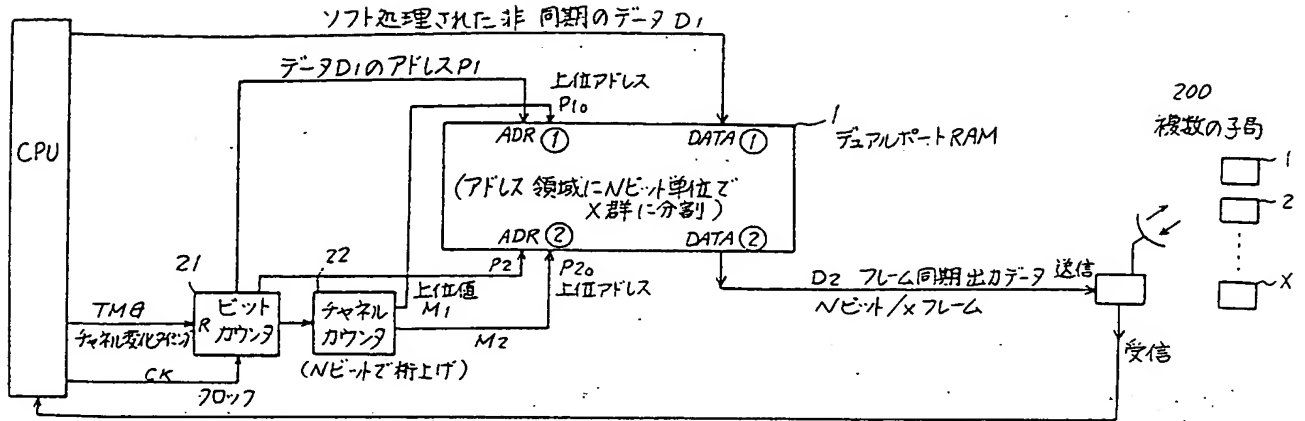 ソフト処理された非同期のデータD1
データD1のアドレスP1
上位アドレス
P10
200
複数の子局
CPU
ADR ①
DATA ①
1
デュアルポートRAM
(アドレス領域にNビット単位で
X群に分割)
ADR ②
DATA ②
1
2
X
21
22
P2
P20
上位アドレス
D2 フレーム同期出力データ
Nビット/xフレーム
送信
TMθ
チャネル変化タイミング
R
ビット
カウンタ
チャネル
カウンタ
上位値
M1
M2
(Nビットで桁上げ)
CK
クロック
受信